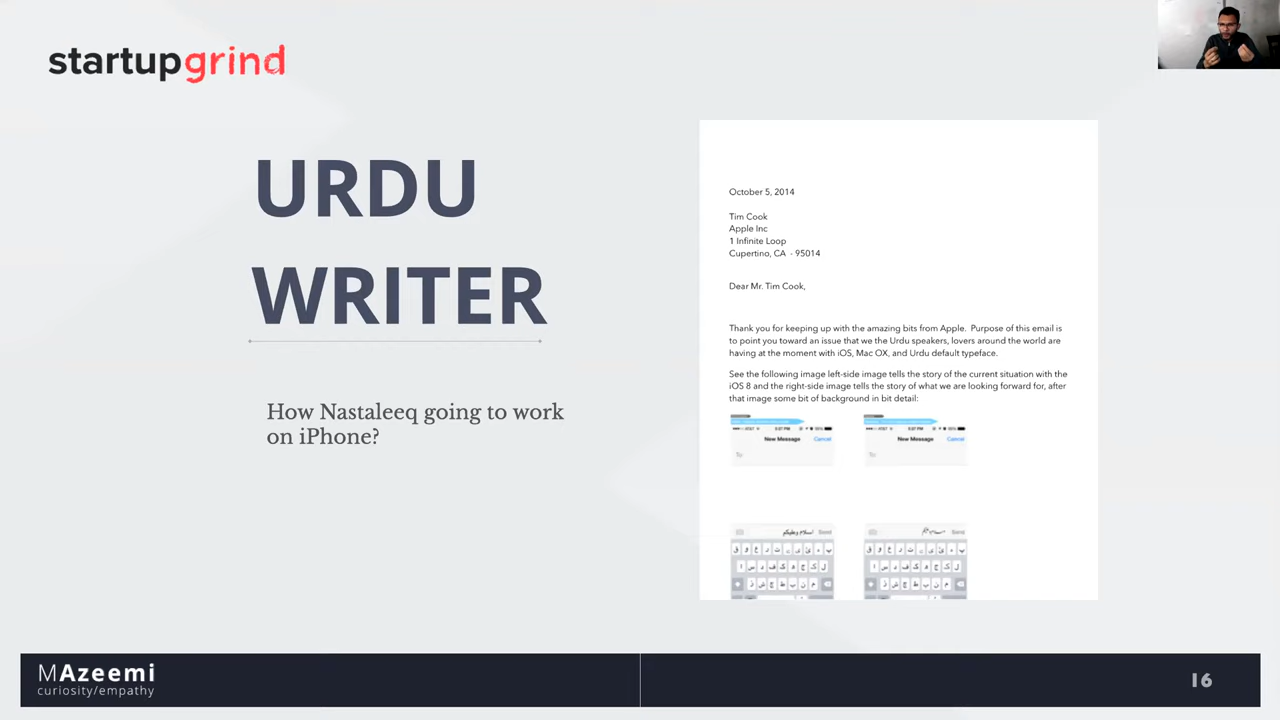 startupgrind
URDU
WRITER
How Nastaleeq going to work
on iPhone?
October 5, 2014
Tim Cook
Apple Inc
1 Infinite Loop
Cupertino, CA - 95014
Dear Mr. Tim Cook,
Thank you for keeping up with the amazing bits from Apple. Purpose of this email is
to point you toward an issue that we the Urdu speakers, lovers around the world are
having at the moment with iOS, Mac OX, and Urdu default typeface.
See the following image left-side image tells the story of the current situation with the
iOS 8 and the right-side image tells the story of what we are looking forward for, after
that image some bit of background in bit detail:
New Message Cancel
To:
New Message Cancel
To:
Send
Send
MAzeemi
curiosity/empathy
16